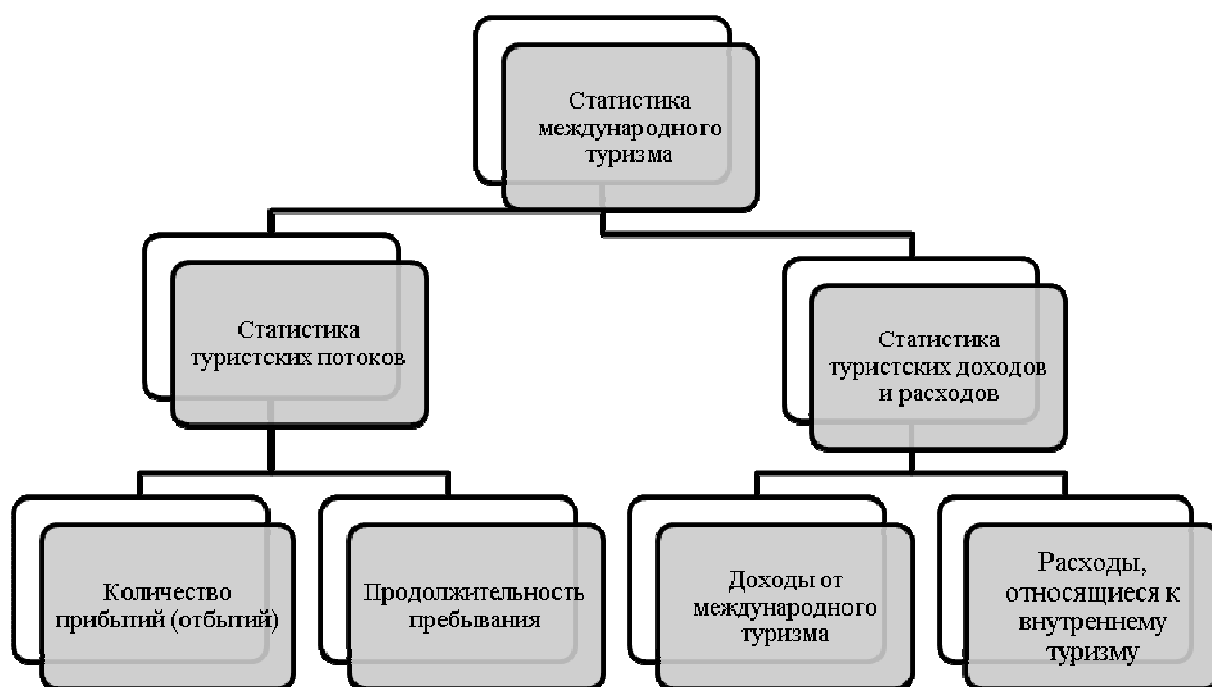 Статистика
международного
туризма
Статистика
туристских потоков
Статистика
туристских доходов
и расходов
Количество
прибытий (отбытий)
Продолжительность
пребывания
Доходы от
международного
туризма
Расходы,
относящиеся к
внутреннему
туризму